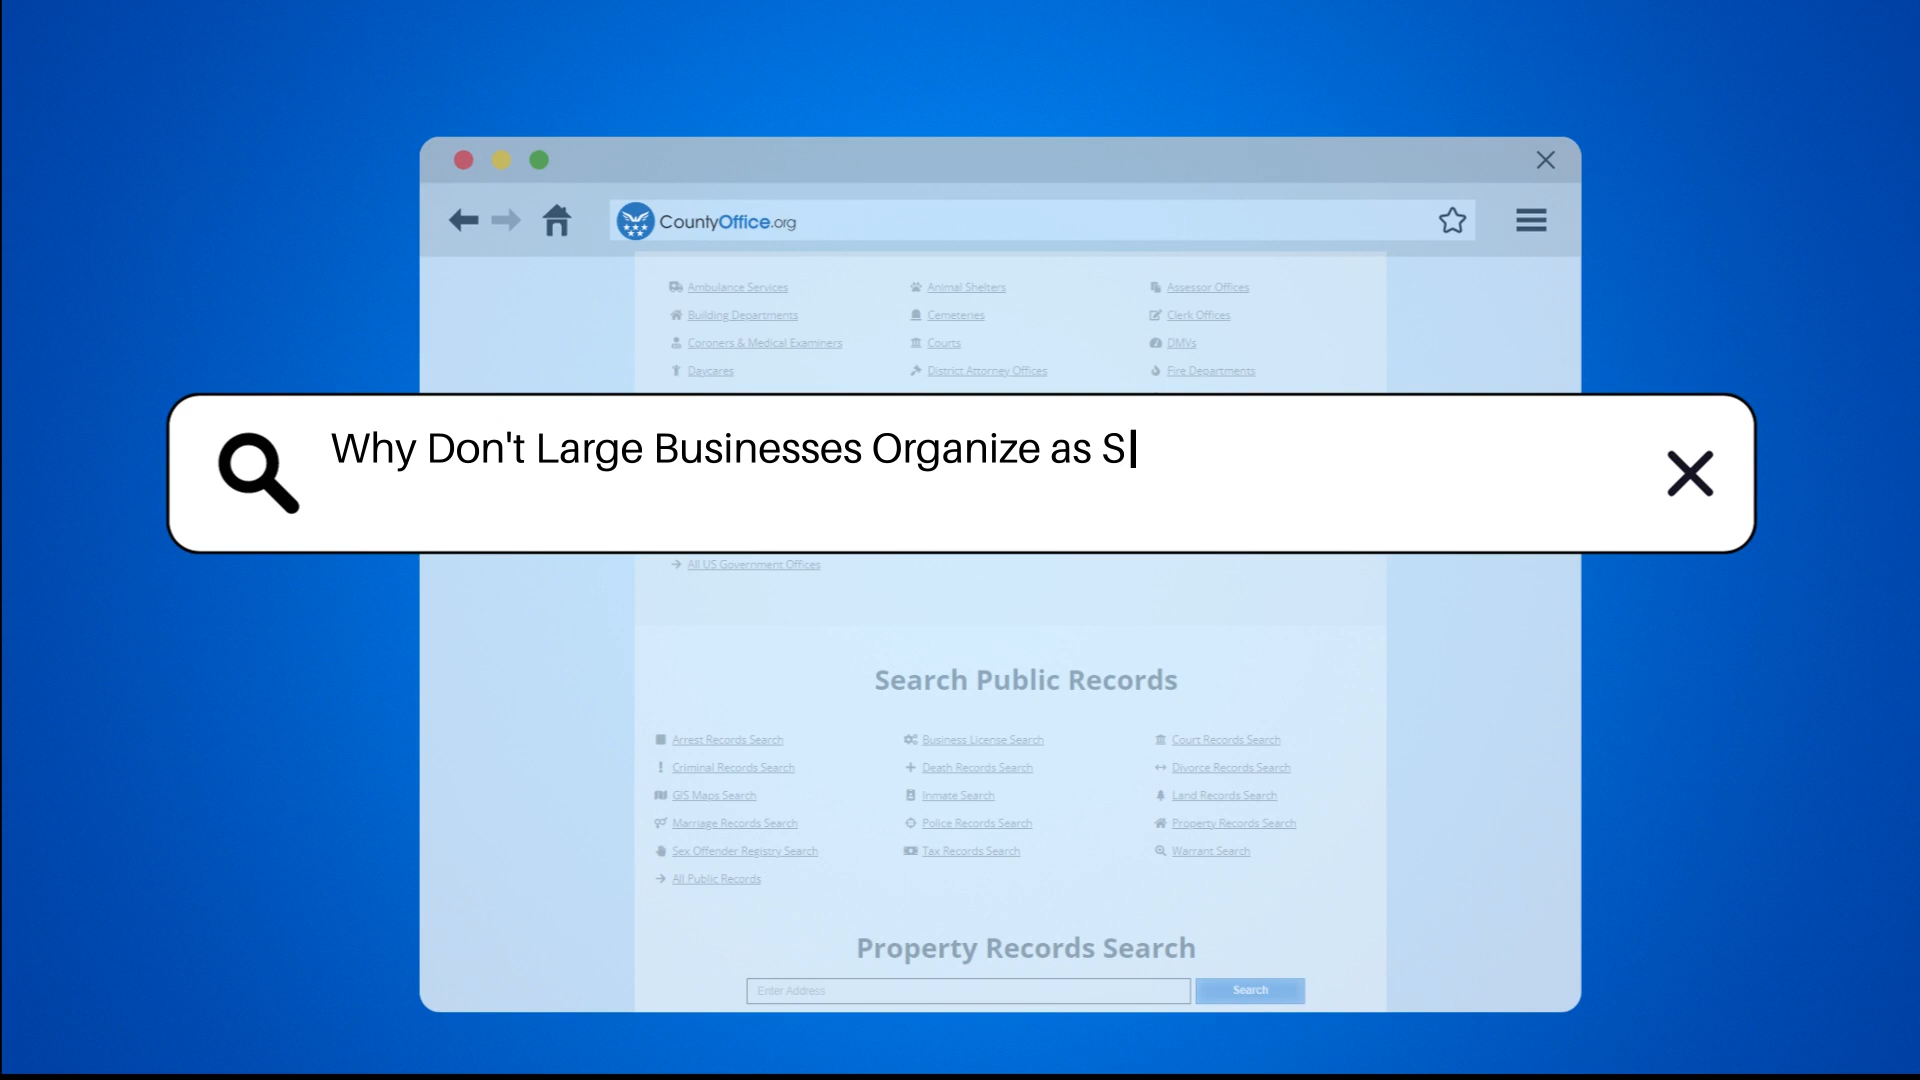 CountyOffice.org
Ambulance Services Animal Shelters Assessor Offices
Building Departments Cemeteries Clerk Offices
Coroners & Medical Examiners Courts DMVs
Daycares District Attorney Offices Fire Departments
Why Don't Large Businesses Organize as S
All US Government Offices
Search Public Records
Arrest Records Search Business License Search Court Records Search
Criminal Records Search Death Records Search Divorce Records Search
GIS Maps Search Inmate Search Land Records Search
Marriage Records Search Police Records Search Property Records Search
Sex Offender Registry Search Tax Records Search Warrant Search
All Public Records
Property Records Search
Enter Address Search